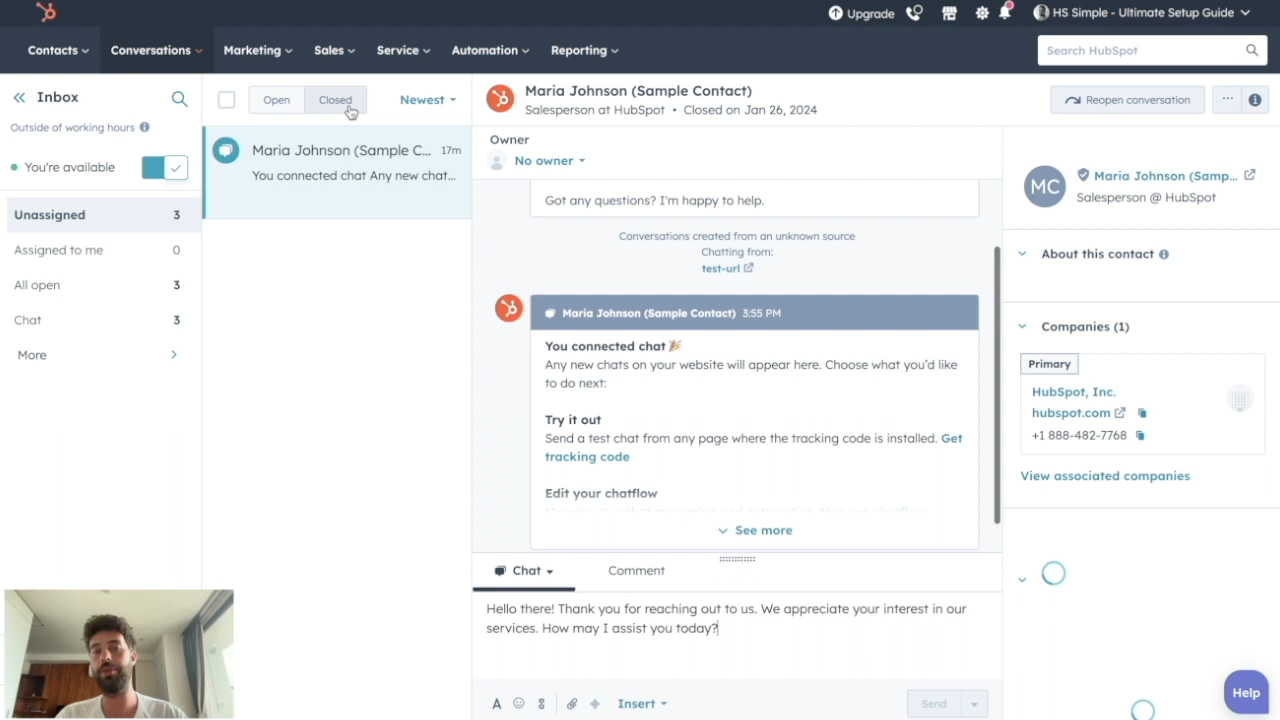 Upgrade
HS Simple - Ultimate Setup Guide
Contacts
Conversations
Marketing
Sales
Service
Automation
Reporting
Search HubSpot
Inbox
Outside of working hours
You're available
Unassigned 3
Assigned to me 0
All open 3
Chat 3
More
Open
Closed
Newest
Maria Johnson (Sample C... 17m
You connected chat Any new chat...
Maria Johnson (Sample Contact)
Salesperson at HubSpot • Closed on Jan 26, 2024
Reopen conversation
Owner
No owner
Got any questions? I'm happy to help.
Conversations created from an unknown source
Chatting from:
test-url
Maria Johnson (Sample Contact) 3:55 PM
You connected chat
Any new chats on your website will appear here. Choose what you'd like
to do next:
Try it out
Send a test chat from any page where the tracking code is installed. Get
tracking code
Edit your chatflow
See more
Chat
Comment
Hello there! Thank you for reaching out to us. We appreciate your interest in our
services. How may I assist you today?
A
Insert
Send
MC
Maria Johnson (Samp...
Salesperson @ HubSpot
About this contact
Companies (1)
Primary
HubSpot, Inc.
hubspot.com
+1 888-482-7768
View associated companies
Help